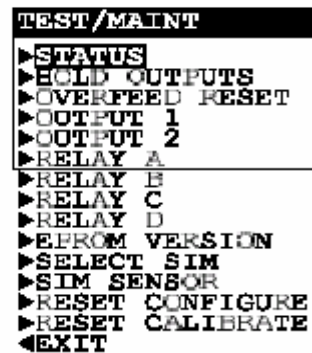 TEST/MAINT
▶STATUS
▶HOLD OUTPUTS
▶OVERFEED RESET
▶OUTPUT 1
▶OUTPUT 2
▶RELAY A
▶RELAY B
▶RELAY C
▶RELAY D
▶EPROM VERSION
▶SELECT SIM
▶SIM SENSOR
▶RESET CONFIGURE
▶RESET CALIBRATE
◀EXIT